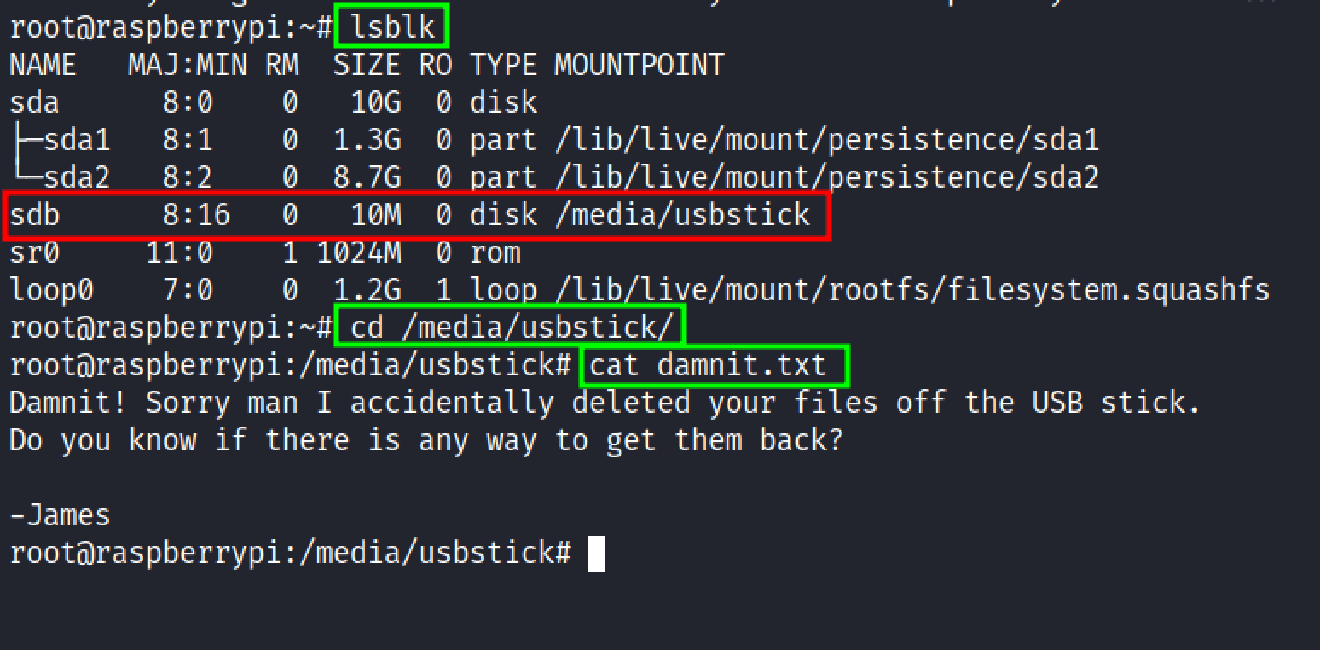 root@raspberrypi:~# lsblk
NAME   MAJ:MIN RM  SIZE RO TYPE MOUNTPOINT
sda      8:0    0   10G  0 disk
├─sda1   8:1    0  1.3G  0 part /lib/live/mount/persistence/sda1
└─sda2   8:2    0  8.7G  0 part /lib/live/mount/persistence/sda2
sdb      8:16   0   10M  0 disk /media/usbstick
sr0     11:0    1 1024M  0 rom
loop0    7:0    0  1.2G  1 loop /lib/live/mount/rootfs/filesystem.squashfs
root@raspberrypi:~# cd /media/usbstick/
root@raspberrypi:/media/usbstick# cat damnit.txt
Damnit! Sorry man I accidentally deleted your files off the USB stick.
Do you know if there is any way to get them back?

-James
root@raspberrypi:/media/usbstick#